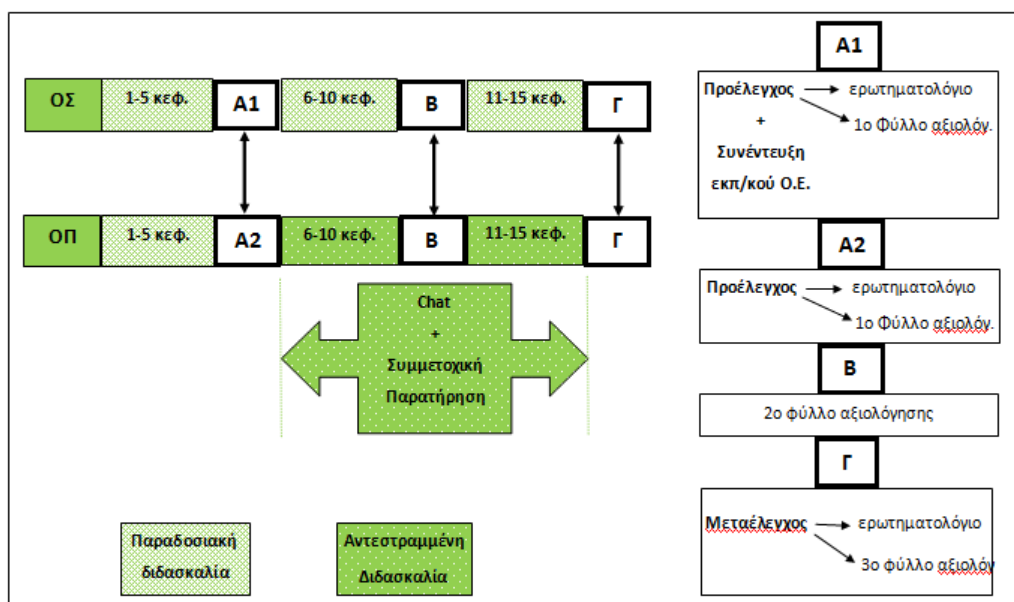 ΟΣ
1-5 κεφ.
Α1
6-10 κεφ.
Β
11-15 κεφ.
Γ
ΟΠ
1-5 κεφ.
Α2
6-10 κεφ.
Β
11-15 κεφ.
Γ
Chat
+
Συμμετοχική
Παρατήρηση
Παραδοσιακή
διδασκαλία
Αντεστραμμένη
Διδασκαλία
Α1
Προέλεγχος ερωτηματολόγιο
+ 1ο Φύλλο αξιολόγ.
Συνέντευξη
εκπ/κού Ο.Ε.
Α2
Προέλεγχος ερωτηματολόγιο
1ο Φύλλο αξιολόγ.
Β
2ο φύλλο αξιολόγησης
Γ
Μεταέλεγχος ερωτηματολόγιο
3ο φύλλο αξιολόγ